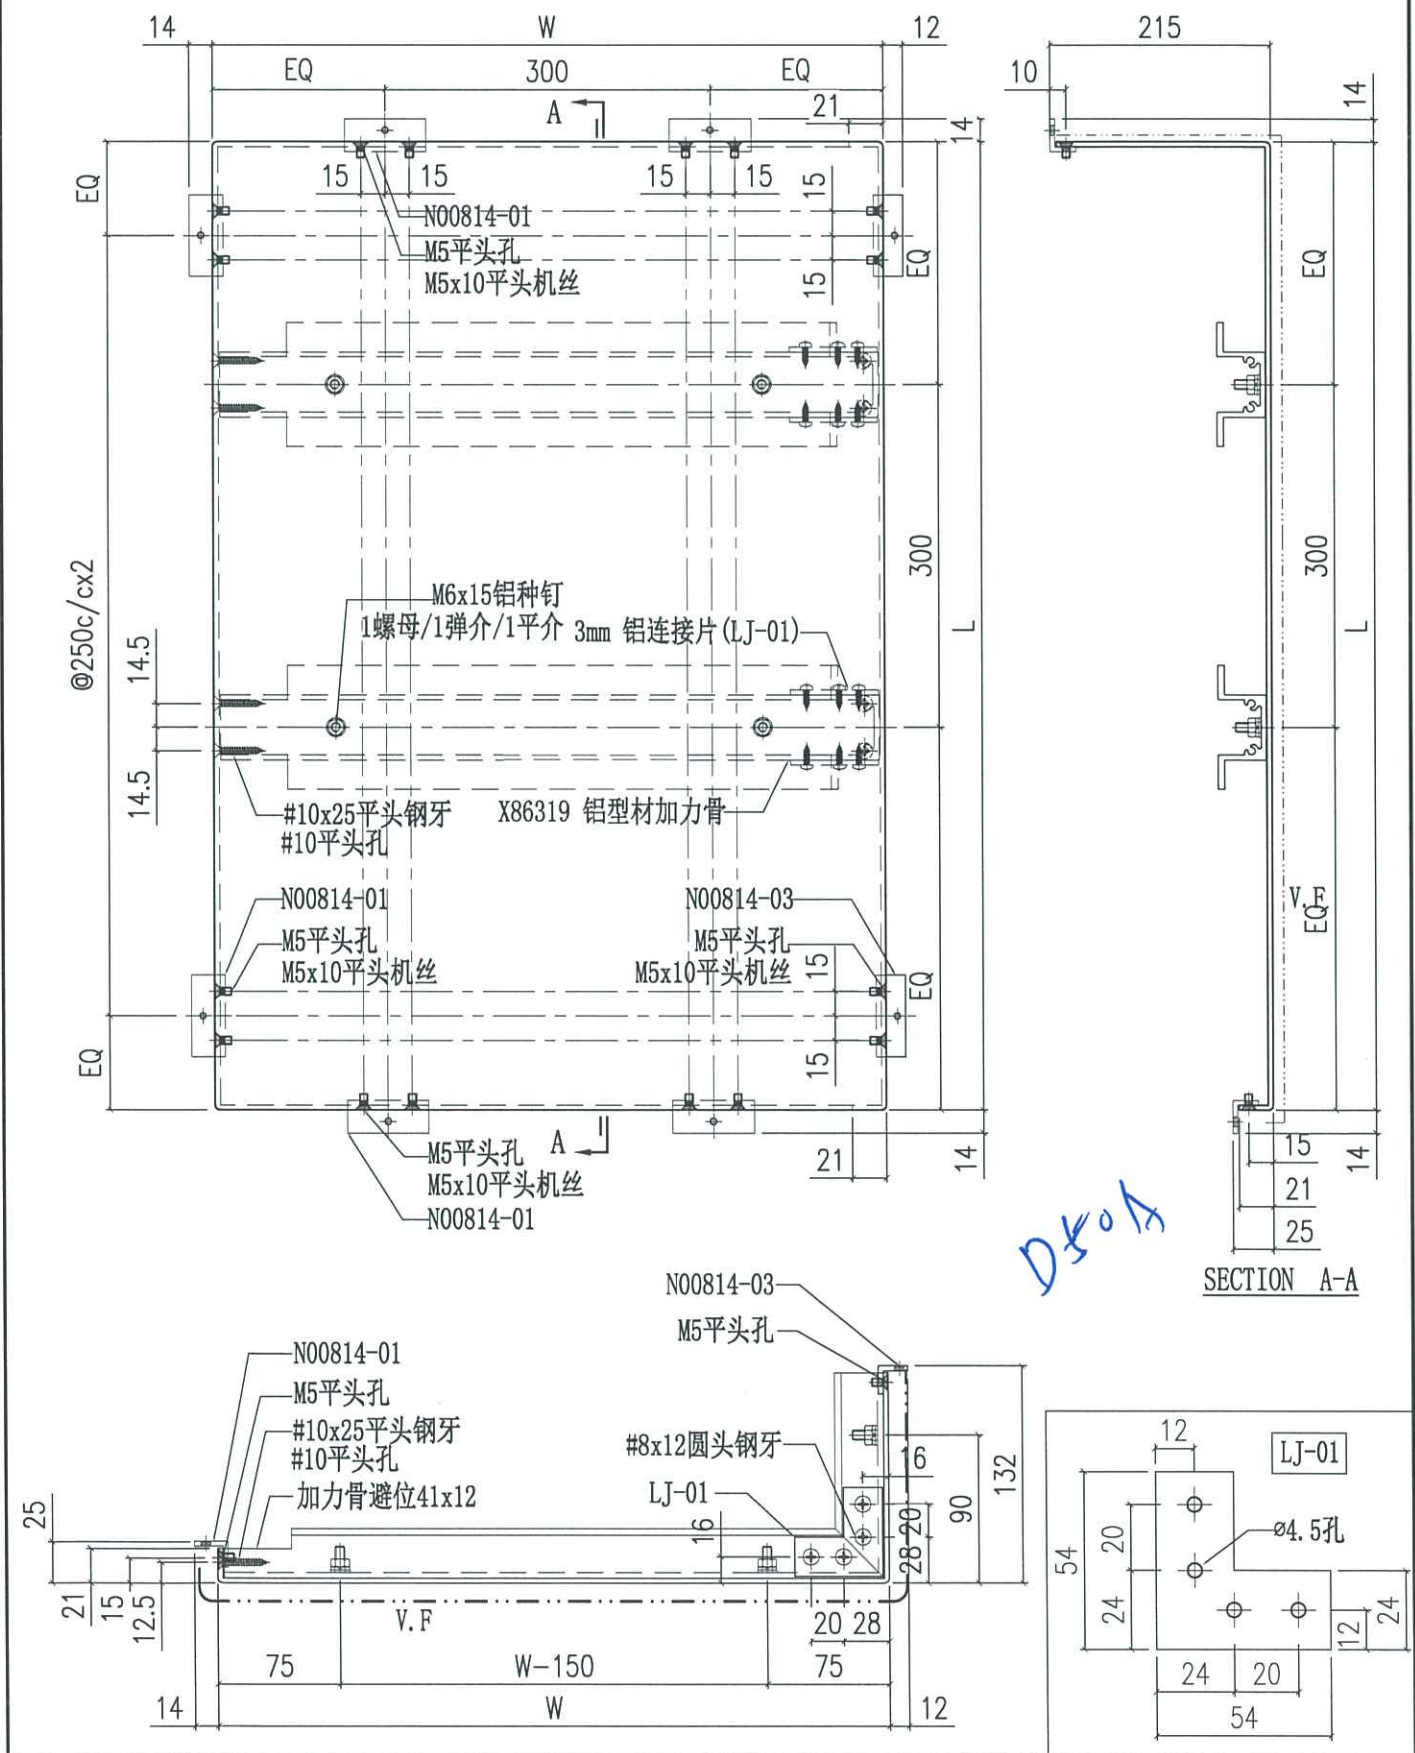 14
W
12
EQ
300
EQ
A
21
14
215
10
14
EQ
15
15
15
15
15
N00814-01
M5平头孔
M5x10平头机丝
EQ
15
EQ
@250c/cx2
300
300
L
L
M6x15铝种钉
1螺母/1弹介/1平介
3mm 铝连接片(LJ-01)
14.5
14.5
#10x25平头钢牙
#10平头孔
X86319 铝型材加力骨
N00814-01
M5平头孔
M5x10平头机丝
N00814-03
M5平头孔
M5x10平头机丝
15
EQ
15
V.F
EQ
EQ
M5平头孔
M5x10平头机丝
N00814-01
A
21
14
15
14
21
25
D50A
SECTION A-A
N00814-03
M5平头孔
N00814-01
M5平头孔
#10x25平头钢牙
#10平头孔
加力骨避位41x12
#8x12圆头钢牙
LJ-01
16
16
20
28
90
132
25
21
15
12.5
V.F
20
28
75
W-150
75
14
W
12
12
LJ-01
ø4.5孔
54
20
24
12
24
24
20
54